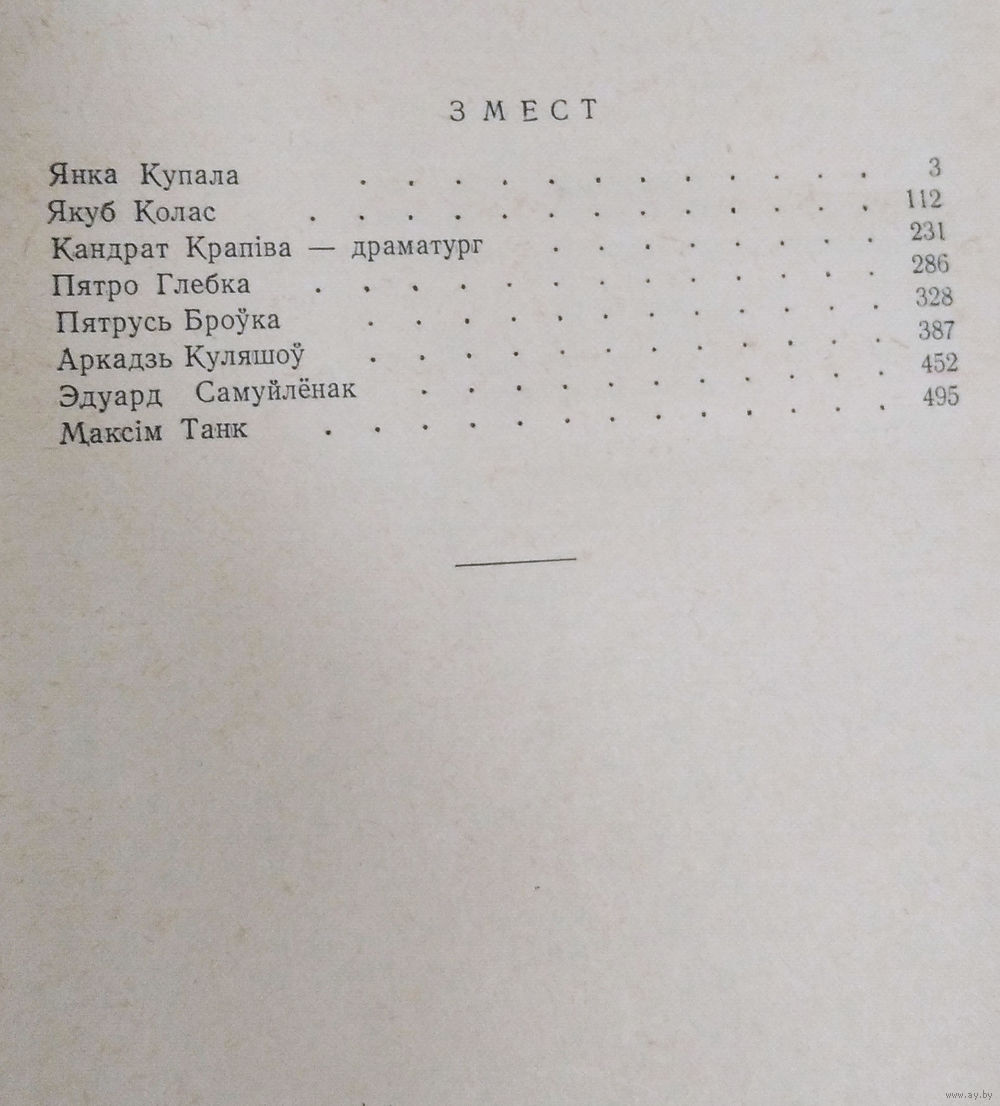 ЗМЕСТ
Янка Купала . . . . . . . . . . . 3
Якуб Колас . . . . . . . . . . . . 112
Кандрат Крапіва — драматург . . . . . . . 231
Пятро Глебка . . . . . . . . . . . . 286
Пятрусь Броўка . . . . . . . . . . . 328
Аркадзь Куляшоў . . . . . . . . . . . 387
Эдуард Самуйлёнак . . . . . . . . . . 452
Максім Танк . . . . . . . . . . . . 495
www.ay.by